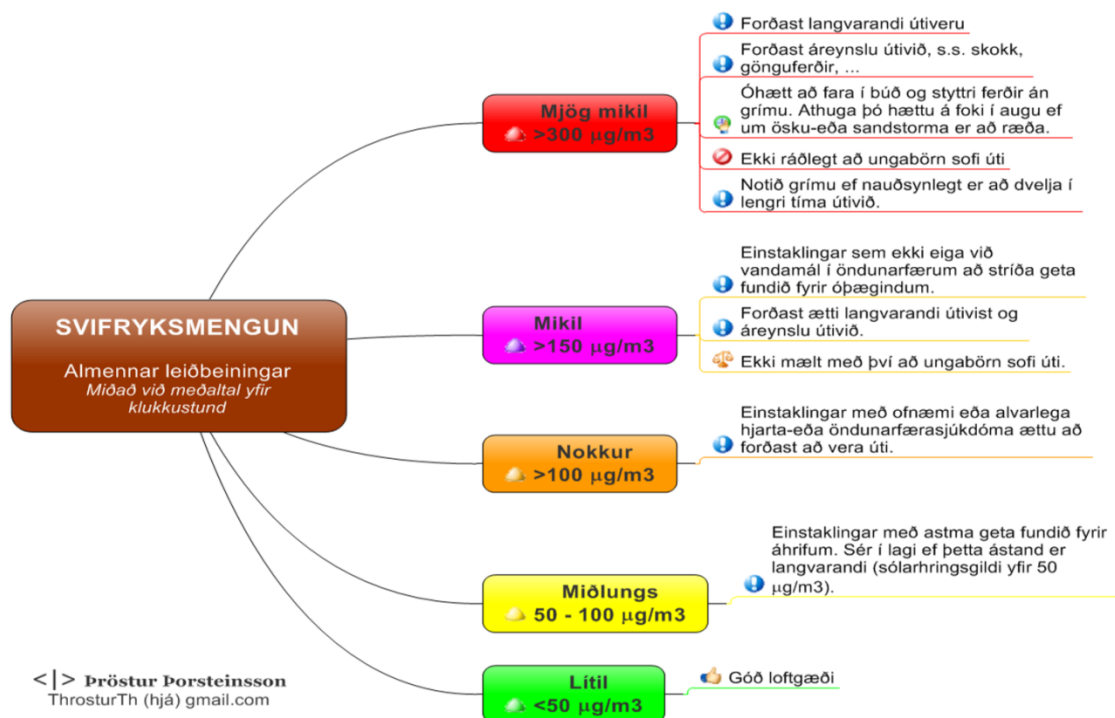 SVIFRYKSMENGUN
Almennar leiðbeiningar
Miðað við meðaltal yfir
klukkustund
Mjög mikil
>300 µg/m3
Forðast langvarandi útiveru
Forðast áreynslu útivið, s.s. skokk,
gönguferðir, ...
Óhætt að fara í búð og styttri ferðir án
grímu. Athuga þó hættu á foki í augu ef
um ösku-eða sandstorma er að ræða.
Ekki ráðlegt að ungabörn sofi úti
Notið grímu ef nauðsynlegt er að dvelja í
lengri tíma útivið.
Mikil
>150 µg/m3
Einstaklingar sem ekki eiga við
vandamál í öndunarfærum að stríða geta
fundið fyrir óþægindum.
Forðast ætti langvarandi útivist og
áreynslu útivið.
Ekki mælt með því að ungabörn sofi úti.
Nokkur
>100 µg/m3
Einstaklingar með ofnæmi eða alvarlega
hjarta-eða öndunarfærasjúkdóma ættu að
forðast að vera úti.
Miðlungs
50 - 100 µg/m3
Einstaklingar með astma geta fundið fyrir
áhrifum. Sér í lagi ef þetta ástand er
langvarandi (sólarhringsgildi yfir 50
µg/m3).
Lítil
<50 µg/m3
Góð loftgæði
<|> Þröstur Þorsteinsson
ThrosturTh (hjá) gmail.com